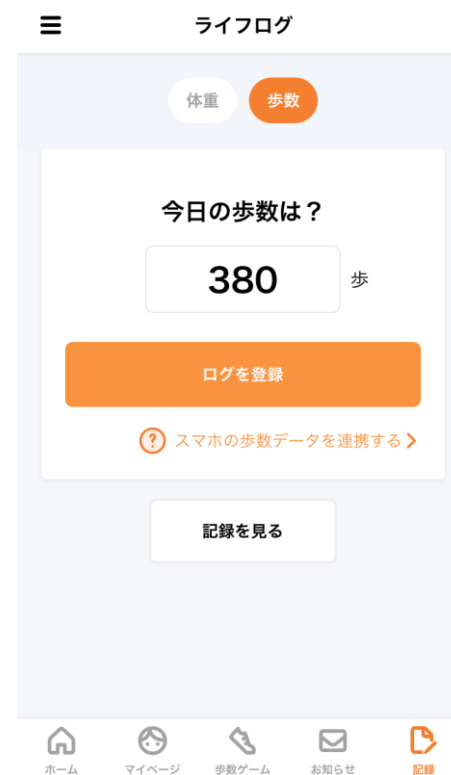 ライフログ
体重
歩数
今日の歩数は？
380 歩
ログを登録
? スマホの歩数データを連携する
記録を見る
ホーム
マイページ
歩数ゲーム
お知らせ
記録